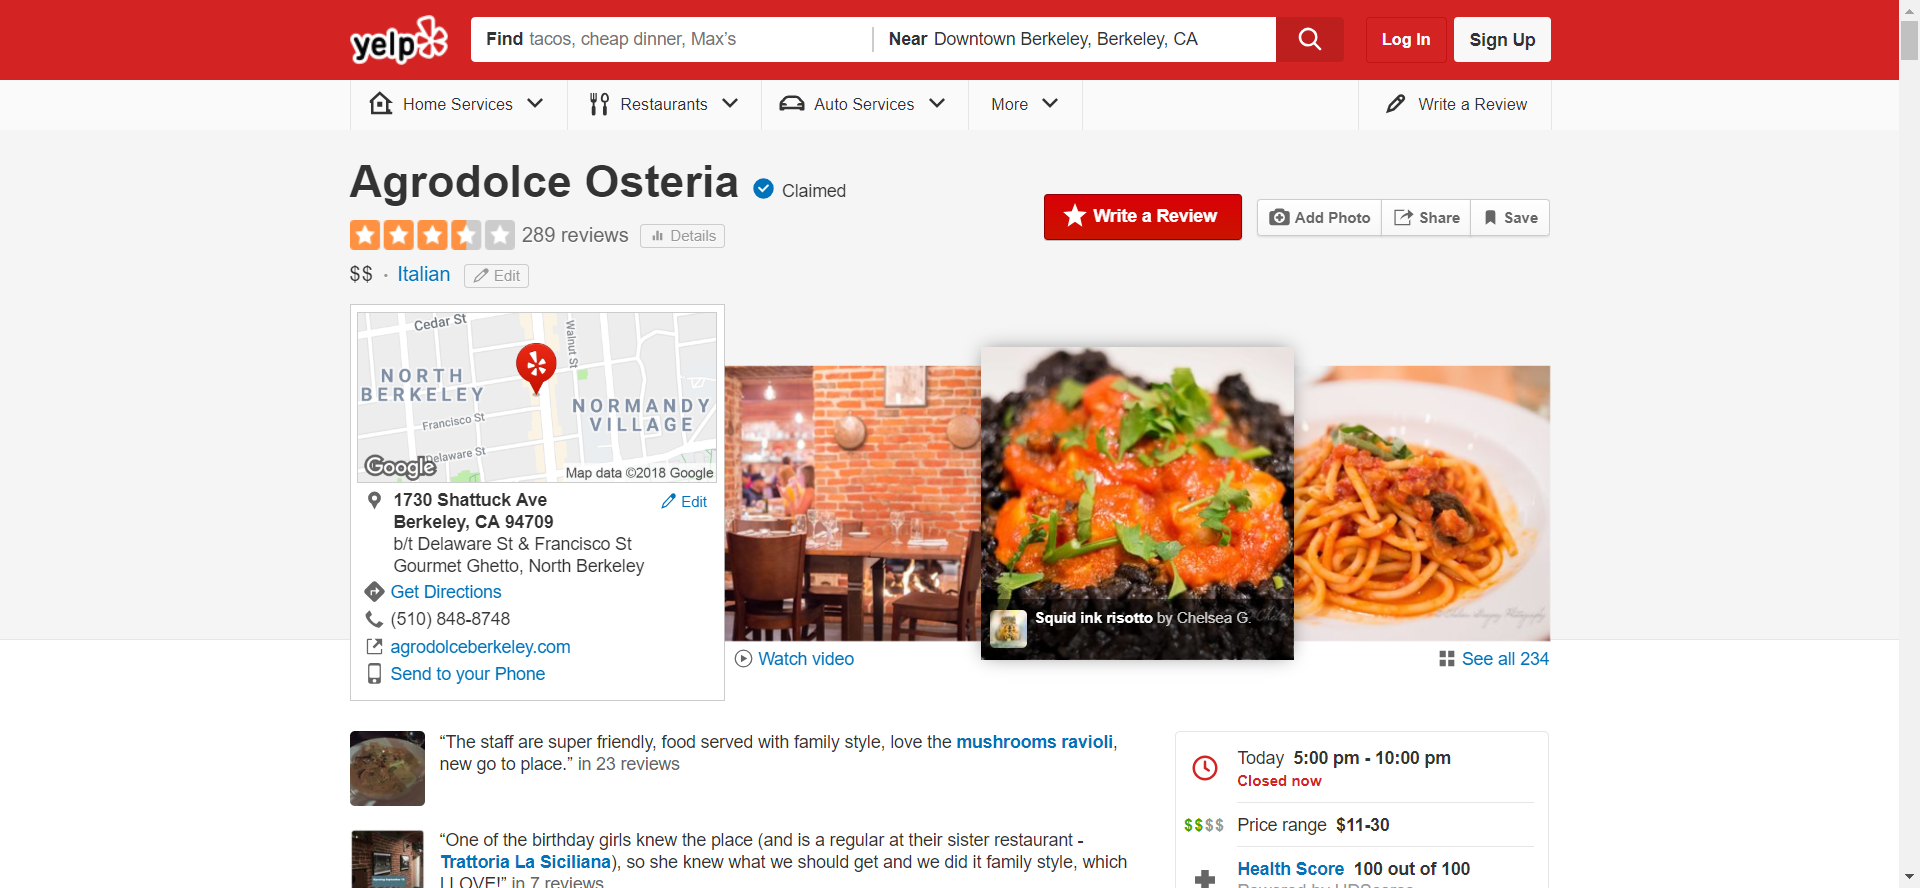 yelp
Find tacos, cheap dinner, Max's
Near Downtown Berkeley, Berkeley, CA
Log In
Sign Up
Home Services
Restaurants
Auto Services
More
Write a Review
Agrodolce Osteria
Claimed
289 reviews
Details
$$ · Italian
Edit
Write a Review
Add Photo
Share
Save
Cedar St
Walnut St
NORTH
BERKELEY
NORMANDY
VILLAGE
Francisco St
Delaware St
Google
Map data ©2018 Google
1730 Shattuck Ave
Edit
Berkeley, CA 94709
b/t Delaware St & Francisco St
Gourmet Ghetto, North Berkeley
Get Directions
(510) 848-8748
agrodolceberkeley.com
Send to your Phone
Squid ink risotto by Chelsea G.
Watch video
See all 234
“The staff are super friendly, food served with family style, love the mushrooms ravioli,
new go to place.” in 23 reviews
“One of the birthday girls knew the place (and is a regular at their sister restaurant -
Trattoria La Siciliana), so she knew what we should get and we did it family style, which
I LOVE!” in 7 reviews
Today 5:00 pm - 10:00 pm
Closed now
$$$$ Price range $11-30
Health Score 100 out of 100
Powered by